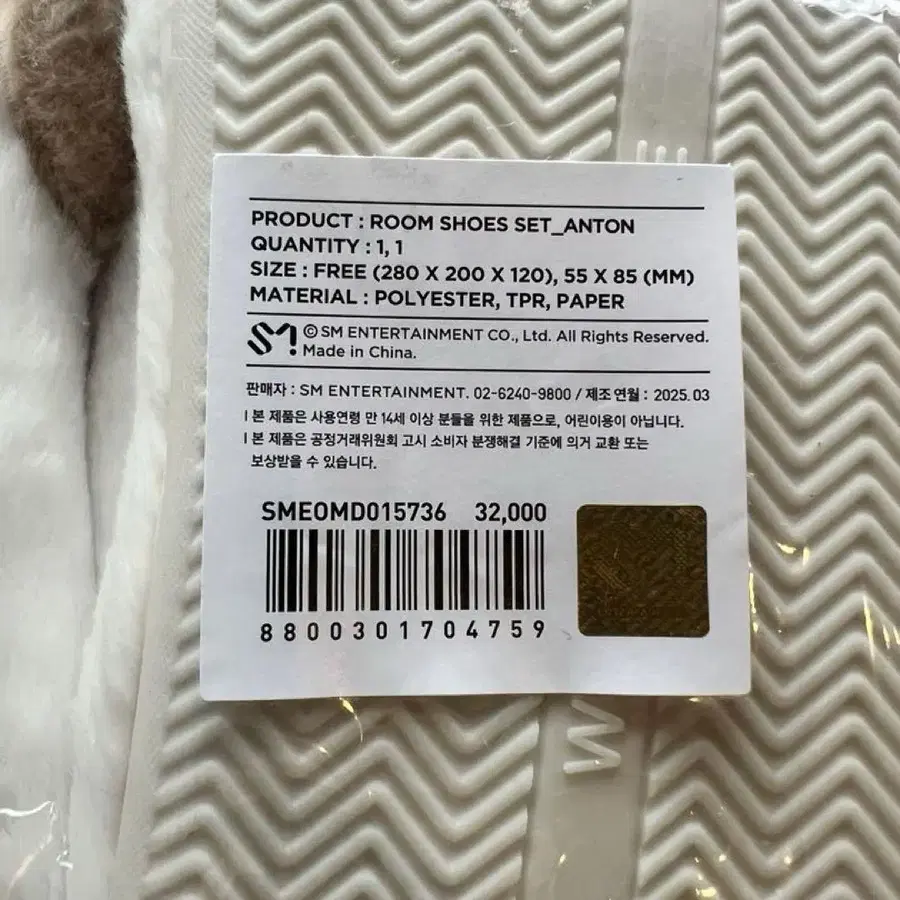 PRODUCT : ROOM SHOES SET_ANTON
QUANTITY : 1, 1
SIZE : FREE (280 X 200 X 120), 55 X 85 (MM)
MATERIAL : POLYESTER, TPR, PAPER
SM © SM ENTERTAINMENT CO., Ltd. All Rights Reserved.
Made in China.
판매자 : SM ENTERTAINMENT. 02-6240-9800 / 제조 연월 : 2025. 03
| 본 제품은 사용연령 만 14세 이상 분들을 위한 제품으로, 어린이용이 아닙니다.
| 본 제품은 공정거래위원회 고시 소비자 분쟁해결 기준에 의거 교환 또는
보상받을 수 있습니다.
SMEOMD015736 32,000
8800301704759